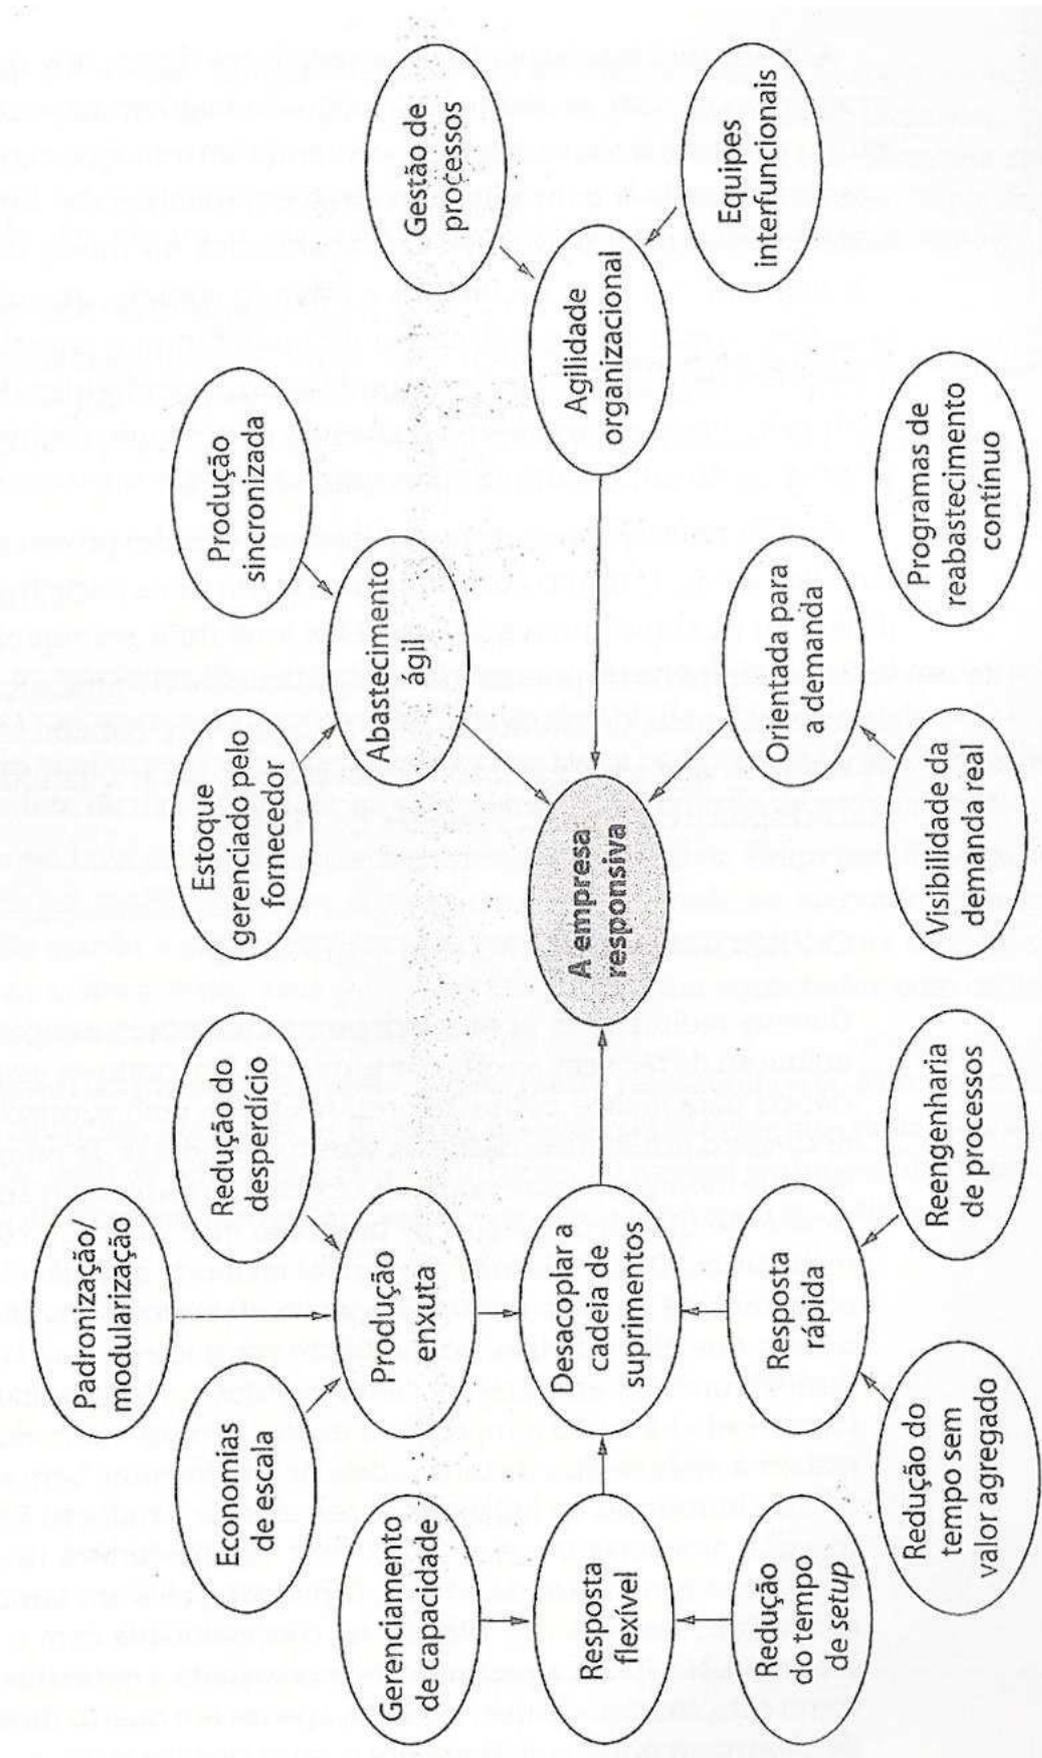 Padronização/
modularização
Economias
de escala
Redução do
desperdício
Estoque
gerenciado pelo
fornecedor
Produção
sincronizada
Gerenciamento
de capacidade
Produção
enxuta
Abastecimento
ágil
Gestão de
processos
Resposta
flexível
Desacoplar a
cadeia de
suprimentos
A empresa
responsiva
Agilidade
organizacional
Redução
do tempo
de setup
Resposta
rápida
Orientada para
a demanda
Equipes
interfuncionais
Redução do
tempo sem
valor agregado
Reengenharia
de processos
Visibilidade da
demanda real
Programas de
reabastecimento
contínuo